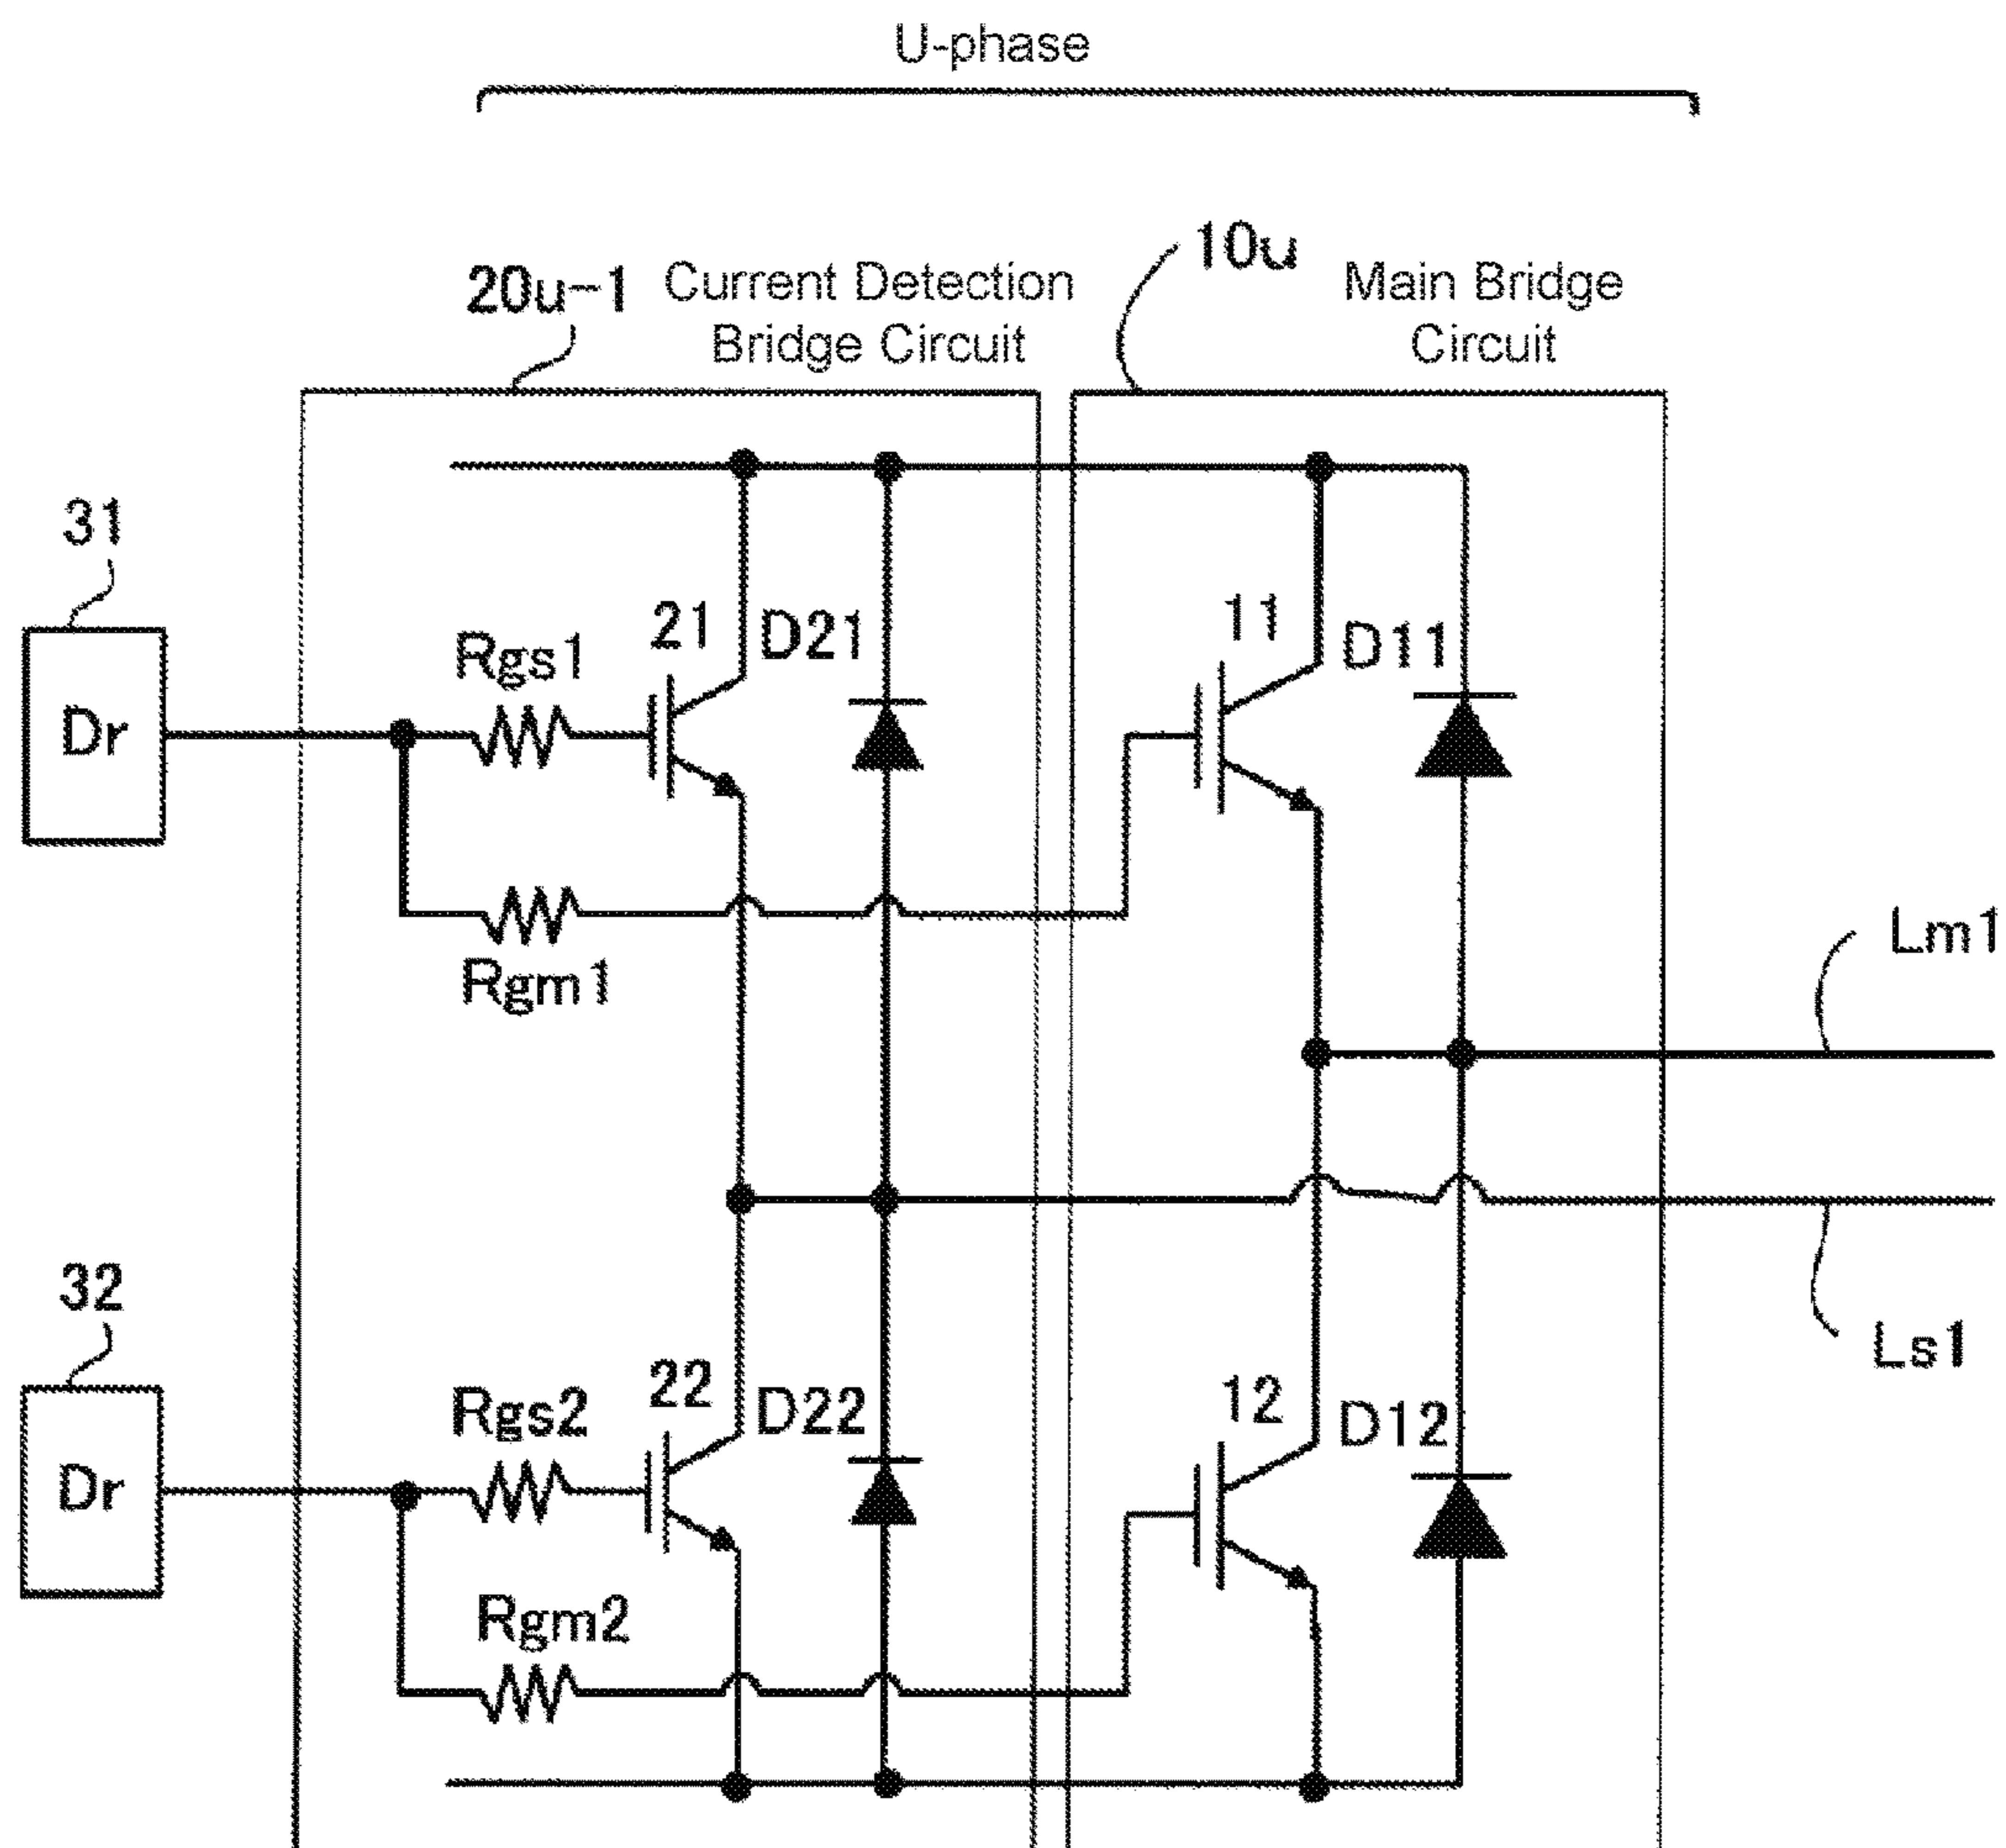 U-phase
10u
20u-1
Current Detection
Bridge Circuit
Main Bridge
Circuit
31
Dr
Rgs1
21
D21
11
D11
Rgm1
Lm1
Ls1
32
Dr
Rgs2
22
D22
12
D12
Rgm2